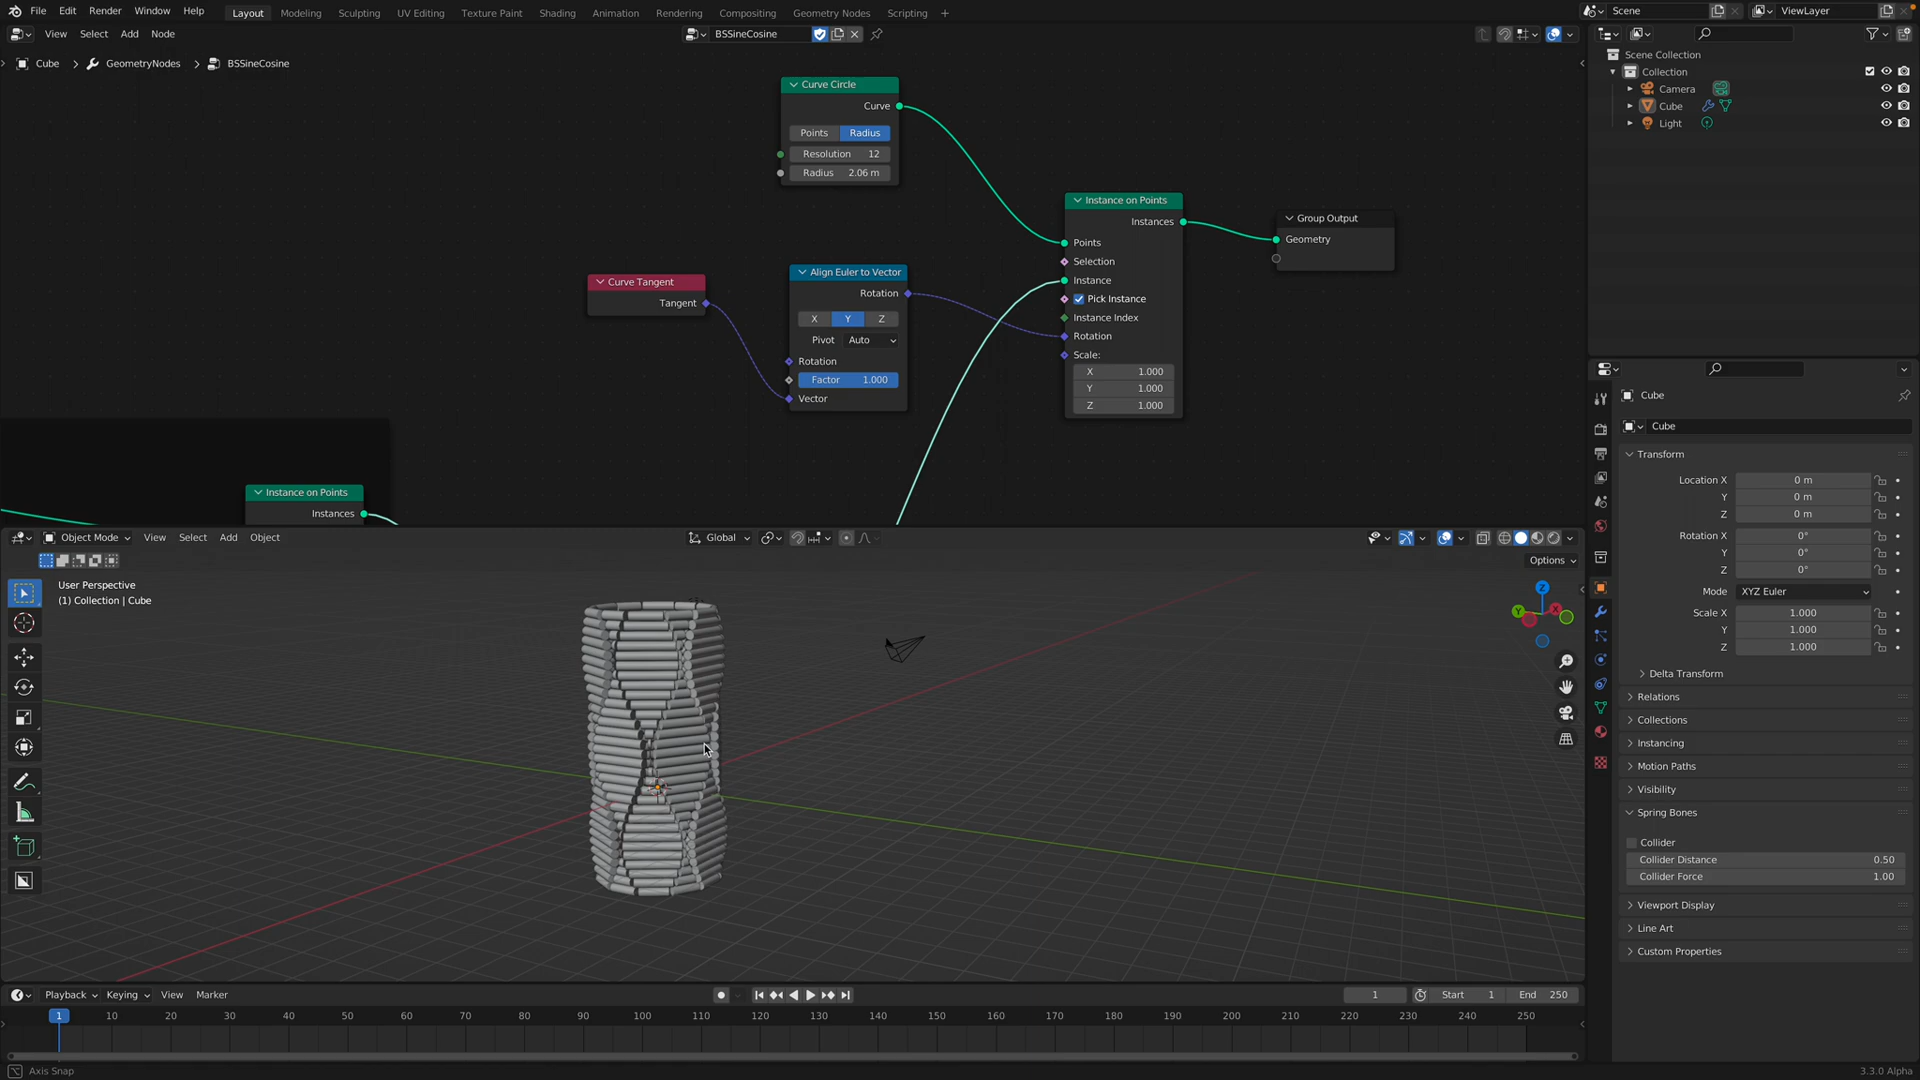 File Edit Render Window Help Layout Modeling Sculpting UV Editing Texture Paint Shading Animation Rendering Compositing Geometry Nodes Scripting + Scene ViewLayer
View Select Add Node BSSineCosine
Cube > GeometryNodes > BSSineCosine
Scene Collection
Collection
Camera
Cube
Light
Curve Circle
Curve
Points Radius
Resolution 12
Radius 2.06 m
Curve Tangent
Tangent
Align Euler to Vector
Rotation
X Y Z
Pivot Auto
Rotation
Factor 1.000
Vector
Instance on Points
Instances
Points
Selection
Instance
Pick Instance
Instance Index
Rotation
Scale:
X 1.000
Y 1.000
Z 1.000
Group Output
Geometry
Instance on Points
Instances
Object Mode View Select Add Object Global
Options
User Perspective
(1) Collection | Cube
Z
Y
X
Cube
Cube
Transform
Location X 0 m
Y 0 m
Z 0 m
Rotation X 0°
Y 0°
Z 0°
Mode XYZ Euler
Scale X 1.000
Y 1.000
Z 1.000
Delta Transform
Relations
Collections
Instancing
Motion Paths
Visibility
Spring Bones
Collider
Collider Distance 0.50
Collider Force 1.00
Viewport Display
Line Art
Custom Properties
Playback Keying View Marker 1 Start 1 End 250
1 10 20 30 40 50 60 70 80 90 100 110 120 130 140 150 160 170 180 190 200 210 220 230 240 250
Axis Snap 3.3.0 Alpha